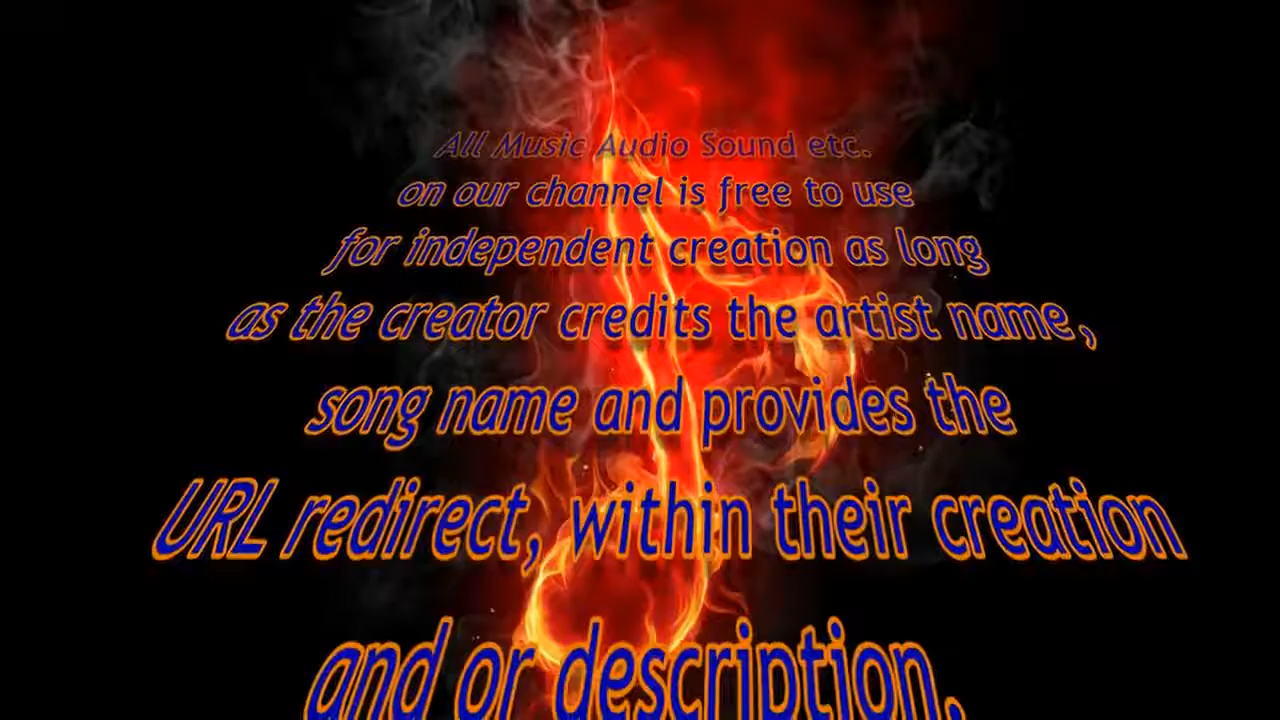 All Music Audio Sound etc.
on our channel is free to use
for independent creation as long
as the creator credits the artist name,
song name and provides the
URL redirect, within their creation
and or description.